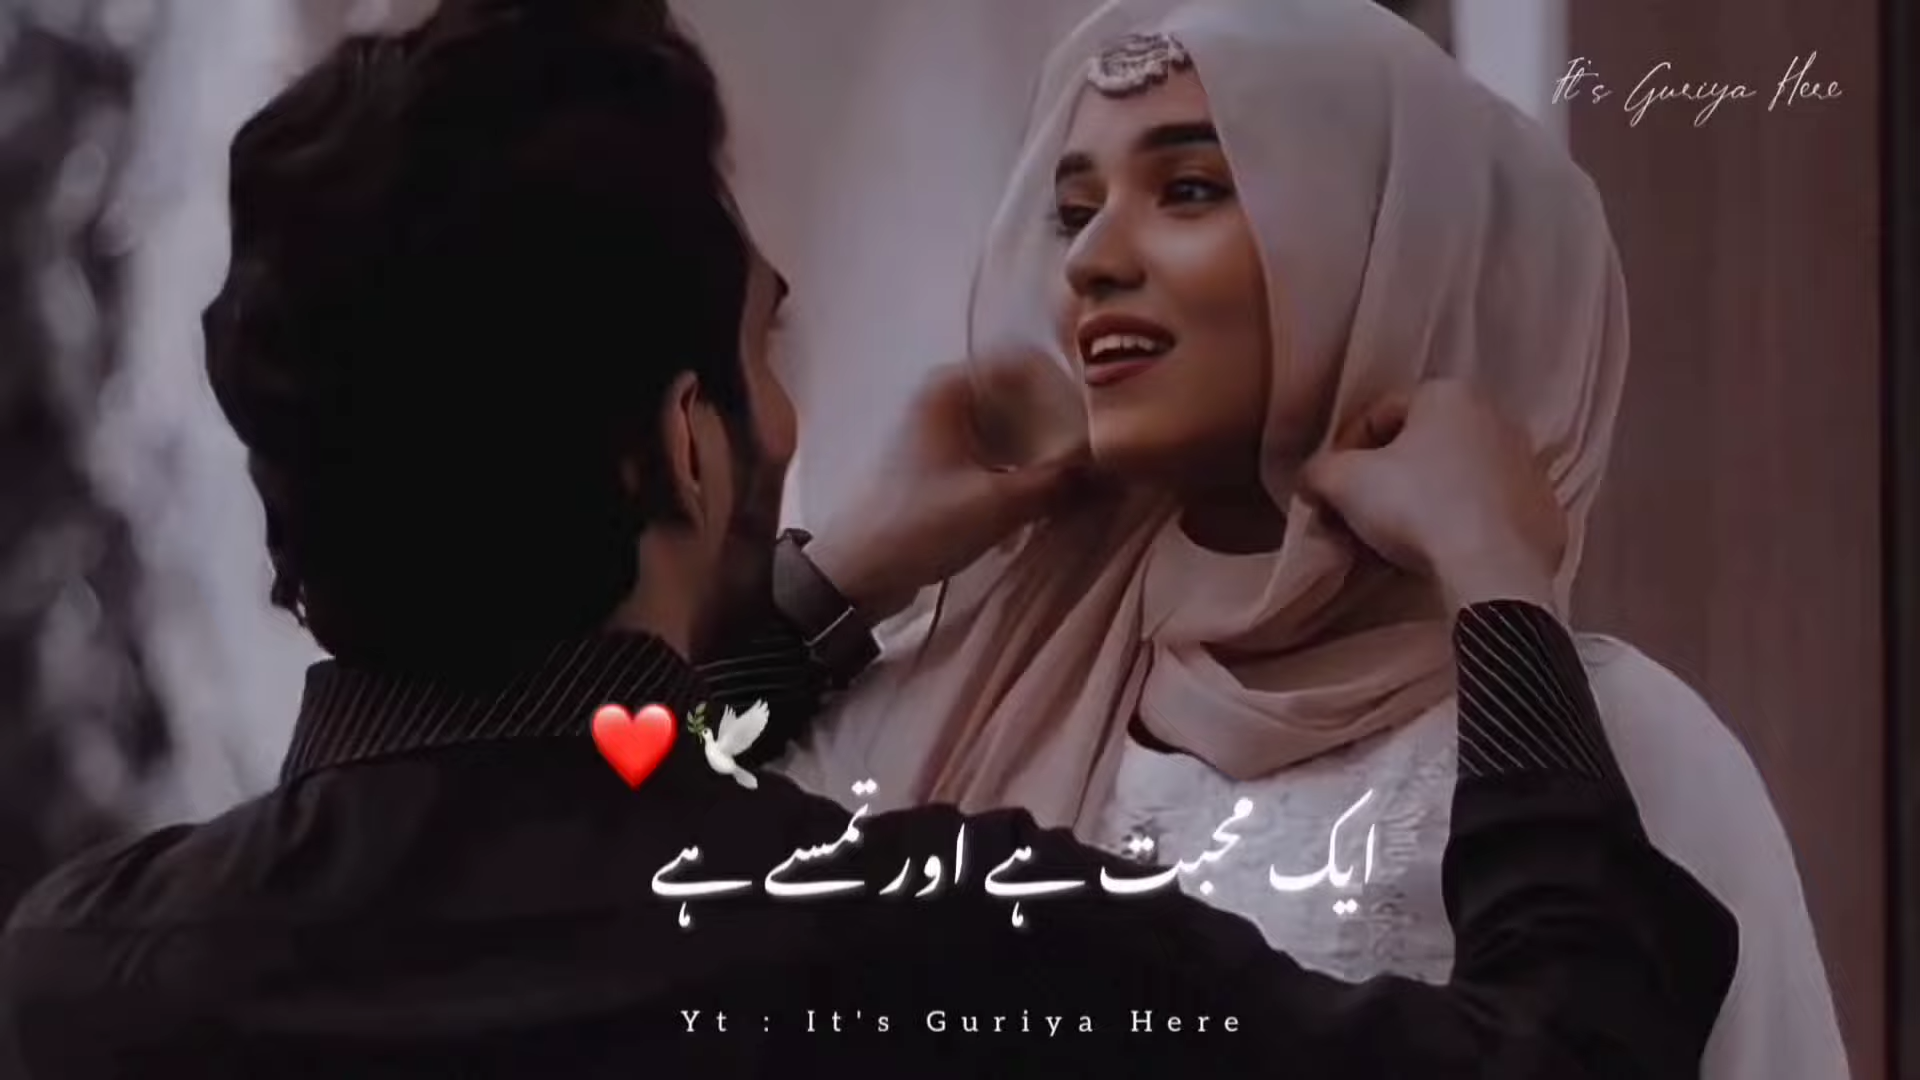 It's Guriya Here
❤️🕊️
ایک محبت ہے اور تمسے ہے
Yt : It's Guriya Here